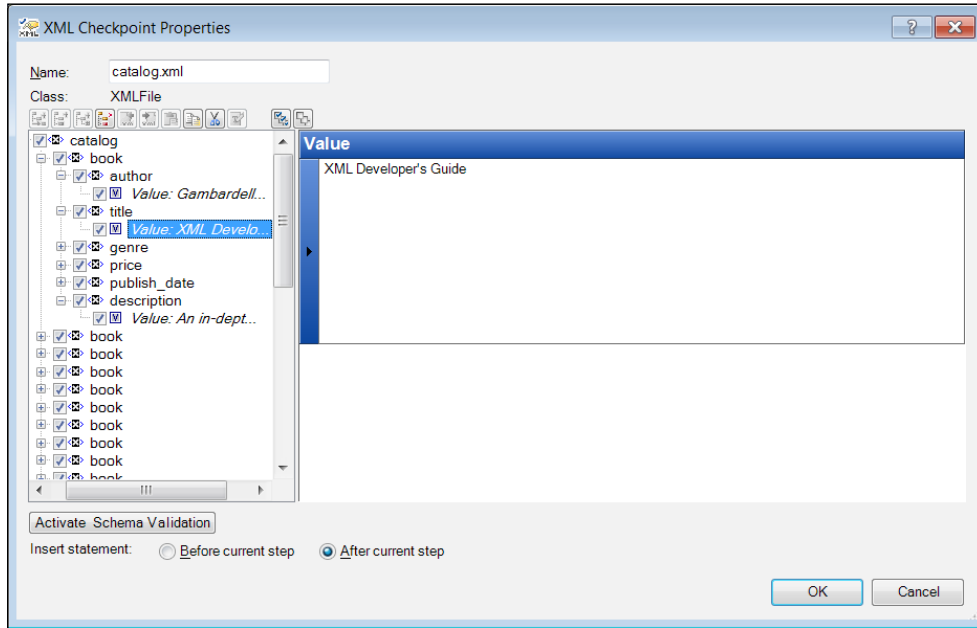 XML Checkpoint Properties
Name: catalog.xml
Class: XMLFile
catalog
book
author
Value: Gambardell...
title
Value: XML Develo...
genre
price
publish_date
description
Value: An in-dept...
book
book
book
book
book
book
book
book
book
Value
XML Developer's Guide
Activate Schema Validation
Insert statement: Before current step After current step
OK Cancel